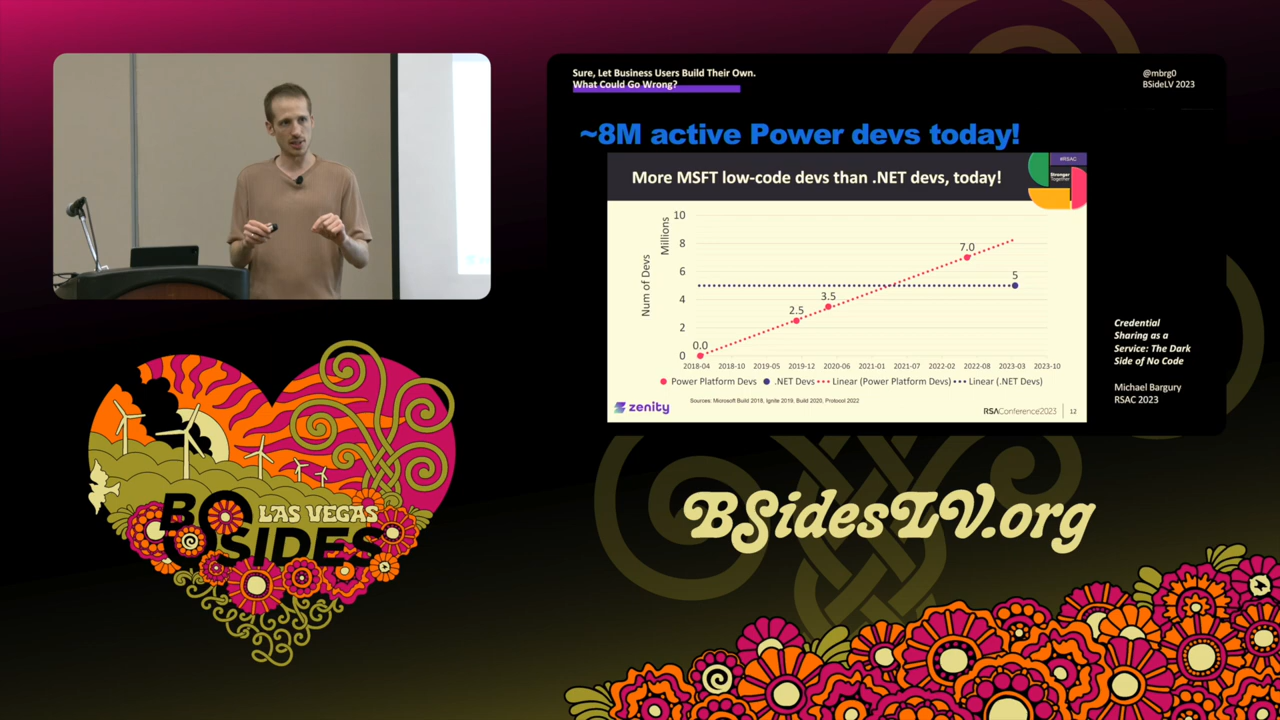 Sure, Let Business Users Build Their Own.
What Could Go Wrong?
@mbrg0
BSideLV 2023
~8M active Power devs today!
#RSAC
Stronger
Together
More MSFT low-code devs than .NET devs, today!
Num of Devs
Millions
10
8
6
4
2
0
0.0
2.5
3.5
7.0
5
2018-04 2018-10 2019-05 2019-12 2020-06 2021-01 2021-07 2022-02 2022-08 2023-03 2023-10
Power Platform Devs .NET Devs Linear (Power Platform Devs) Linear (.NET Devs)
Sources: Microsoft Build 2018, Ignite 2019, Build 2020, Protocol 2022
zenity
RSAConference2023 12
Credential
Sharing as a
Service: The Dark
Side of No Code
Michael Bargury
RSAC 2023
LAS VEGAS
BSIDES
23
BSidesLV.org